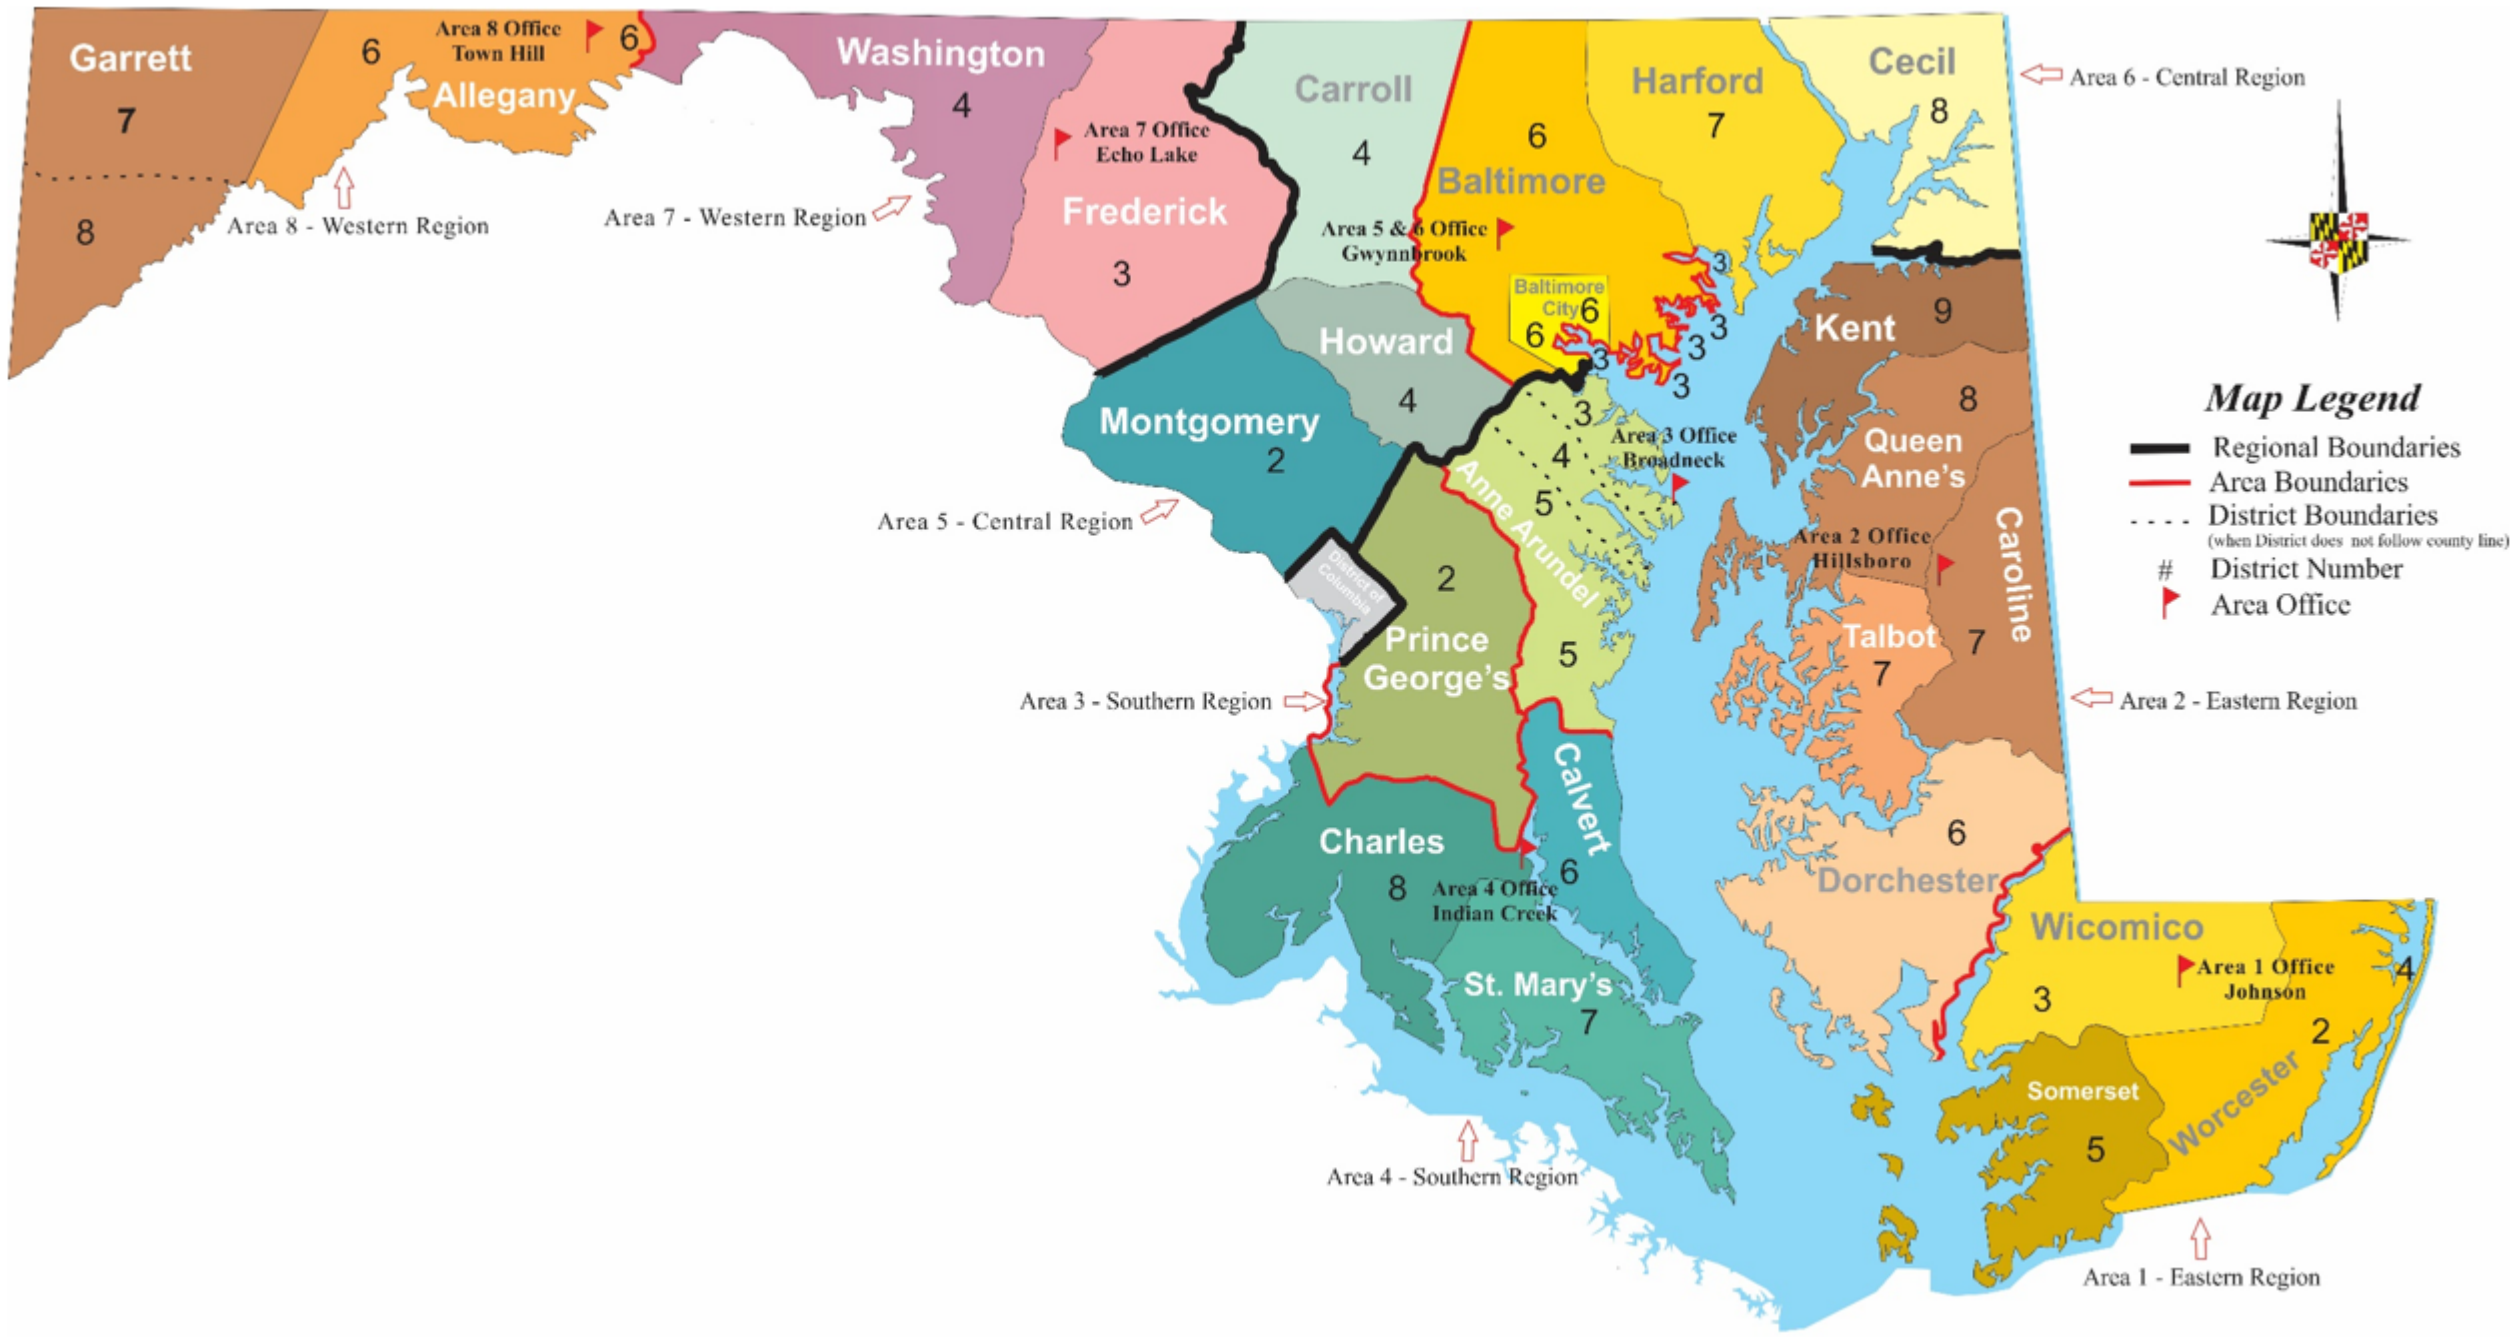 Garrett
7
8
6
Area 8 Office
Town Hill
6
Allegany
Area 8 - Western Region
Washington
4
Area 7 - Western Region
Area 7 Office
Echo Lake
Frederick
3
Carroll
4
6
Baltimore
Area 5 & 6 Office
Gwynnbrook
Harford
7
Cecil
8
Area 6 - Central Region
Baltimore
City
6
6
3
3
3
3
3
Howard
4
Montgomery
2
Area 5 - Central Region
District of
Columbia
2
Prince
George's
Area 3 - Southern Region
3
4
5
Anne Arundel
5
Area 3 Office
Broadneck
Kent
9
8
Queen
Anne's
Area 2 Office
Hillsboro
Caroline
7
Talbot
7
Area 2 - Eastern Region
Calvert
6
Charles
8
Area 4 Office
Indian Creek
St. Mary's
7
Area 4 - Southern Region
6
Dorchester
Wicomico
3
Area 1 Office
Johnson
4
2
Worcester
Somerset
5
Area 1 - Eastern Region
Map Legend
Regional Boundaries
Area Boundaries
District Boundaries
(when District does not follow county line)
# District Number
Area Office